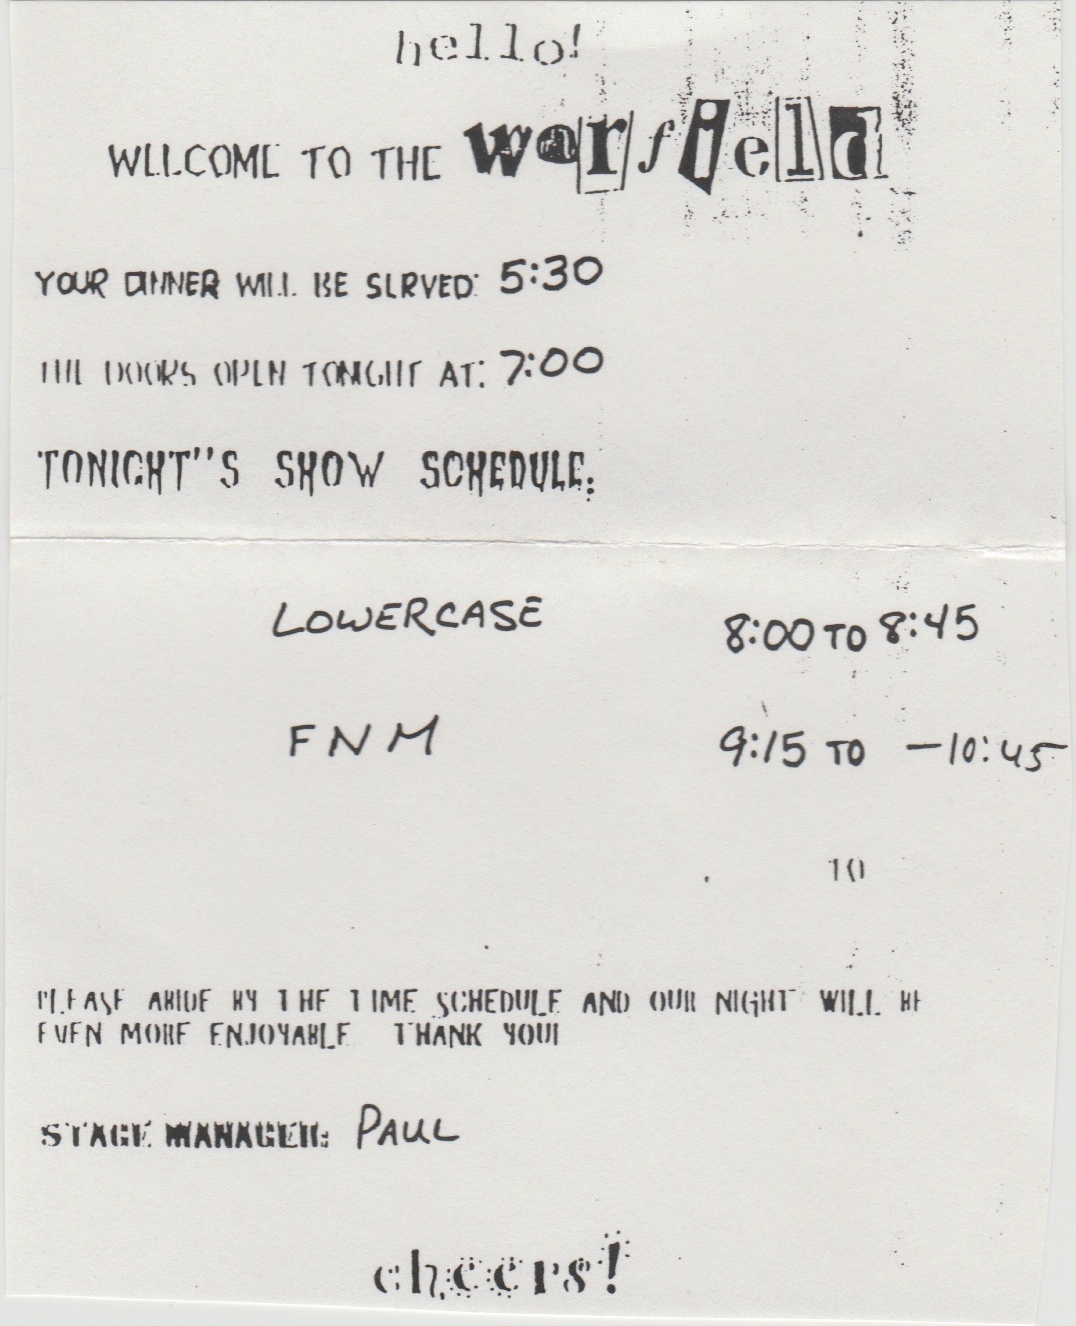 hello!
WELCOME TO THE warfield
YOUR DINNER WILL BE SERVED: 5:30
THE DOORS OPEN TONIGHT AT: 7:00
TONIGHT"S SHOW SCHEDULE:
LOWERCASE 8:00 TO 8:45
FNM 9:15 TO -10:45
TO
PLEASE ABIDE BY THE TIME SCHEDULE AND OUR NIGHT WILL BE
EVEN MORE ENJOYABLE THANK YOU!
STAGE MANAGER: PAUL
cheers!